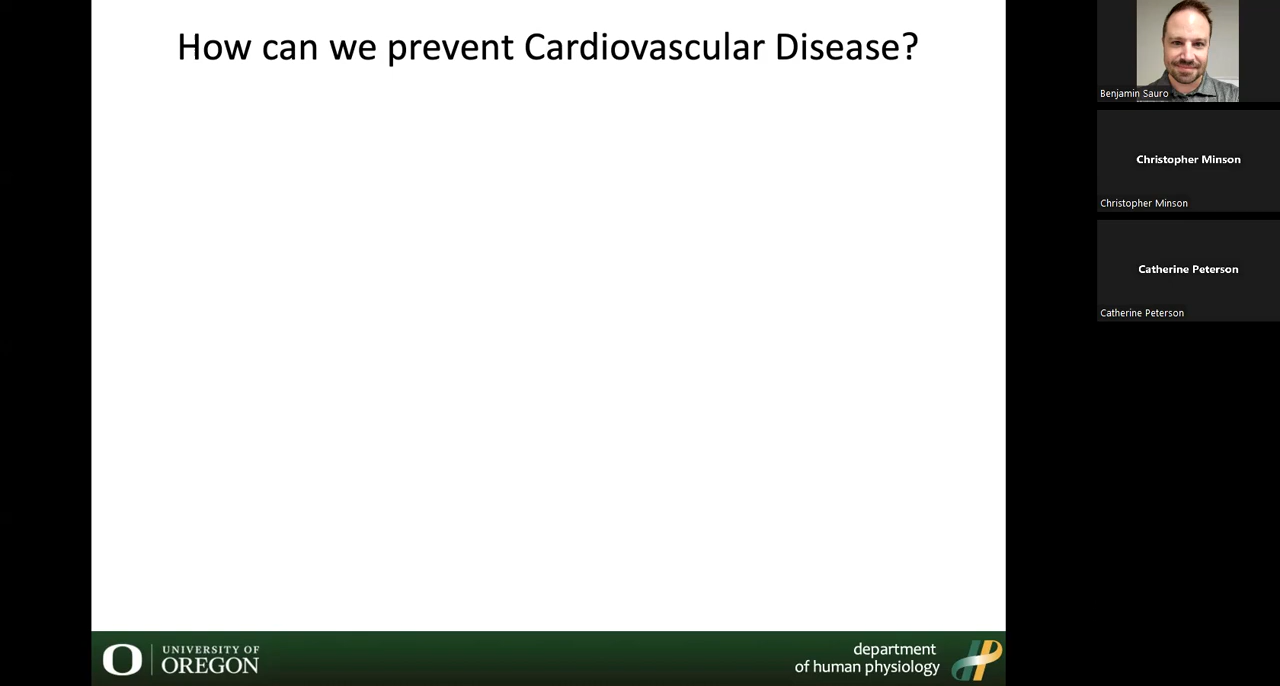 How can we prevent Cardiovascular Disease?
Benjamin Sauro
Christopher Minson
Christopher Minson
Catherine Peterson
Catherine Peterson
UNIVERSITY OF
OREGON
department
of human physiology